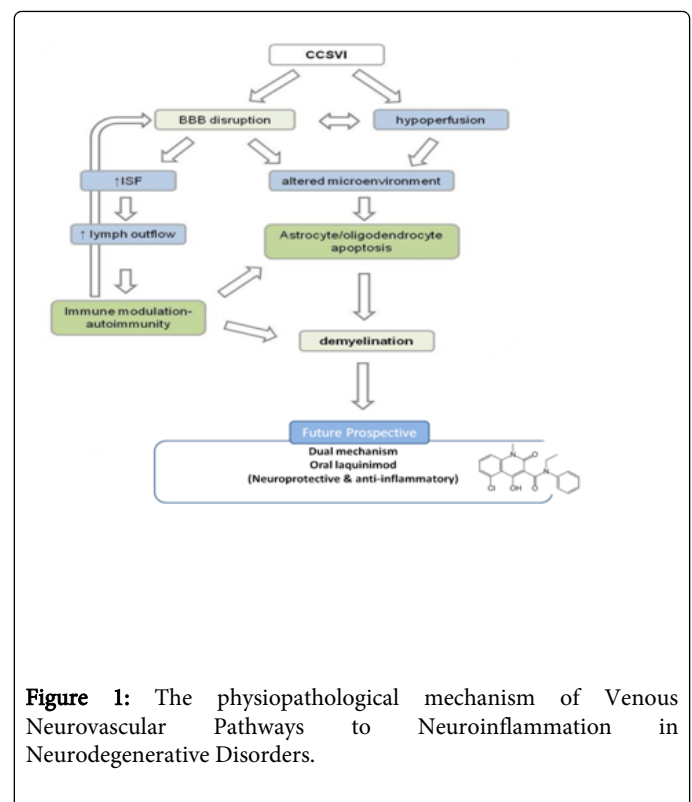 CCSVI
BBB disruption
hypoperfusion
↑ISF
altered microenvironment
↑ lymph outflow
Astrocyte/oligodendrocyte
apoptosis
Immune modulation-
autoimmunity
demyelination
Future Prospective
Dual mechanism
Oral laquinimod
(Neuroprotective & anti-inflammatory)
N
O
N
Cl
OH
O
Figure 1: The physiopathological mechanism of Venous
Neurovascular Pathways to Neuroinflammation in
Neurodegenerative Disorders.